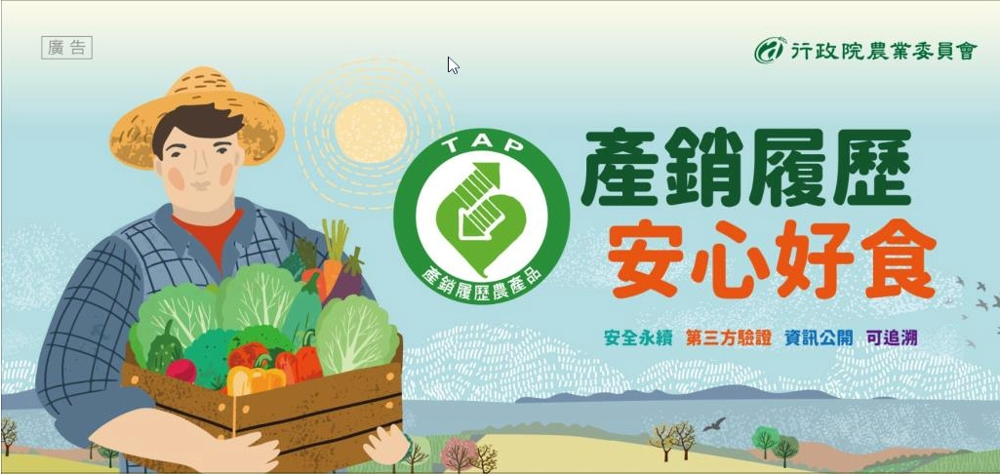 廣告
行政院農業委員會
TAP
產銷履歷農產品
產銷履歷
安心好食
安全永續 第三方驗證 資訊公開 可追溯